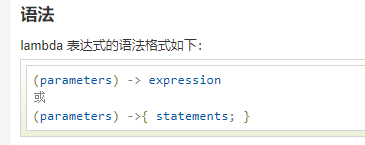 语法
lambda 表达式的语法格式如下：
(parameters) -> expression
或
(parameters) ->{ statements; }